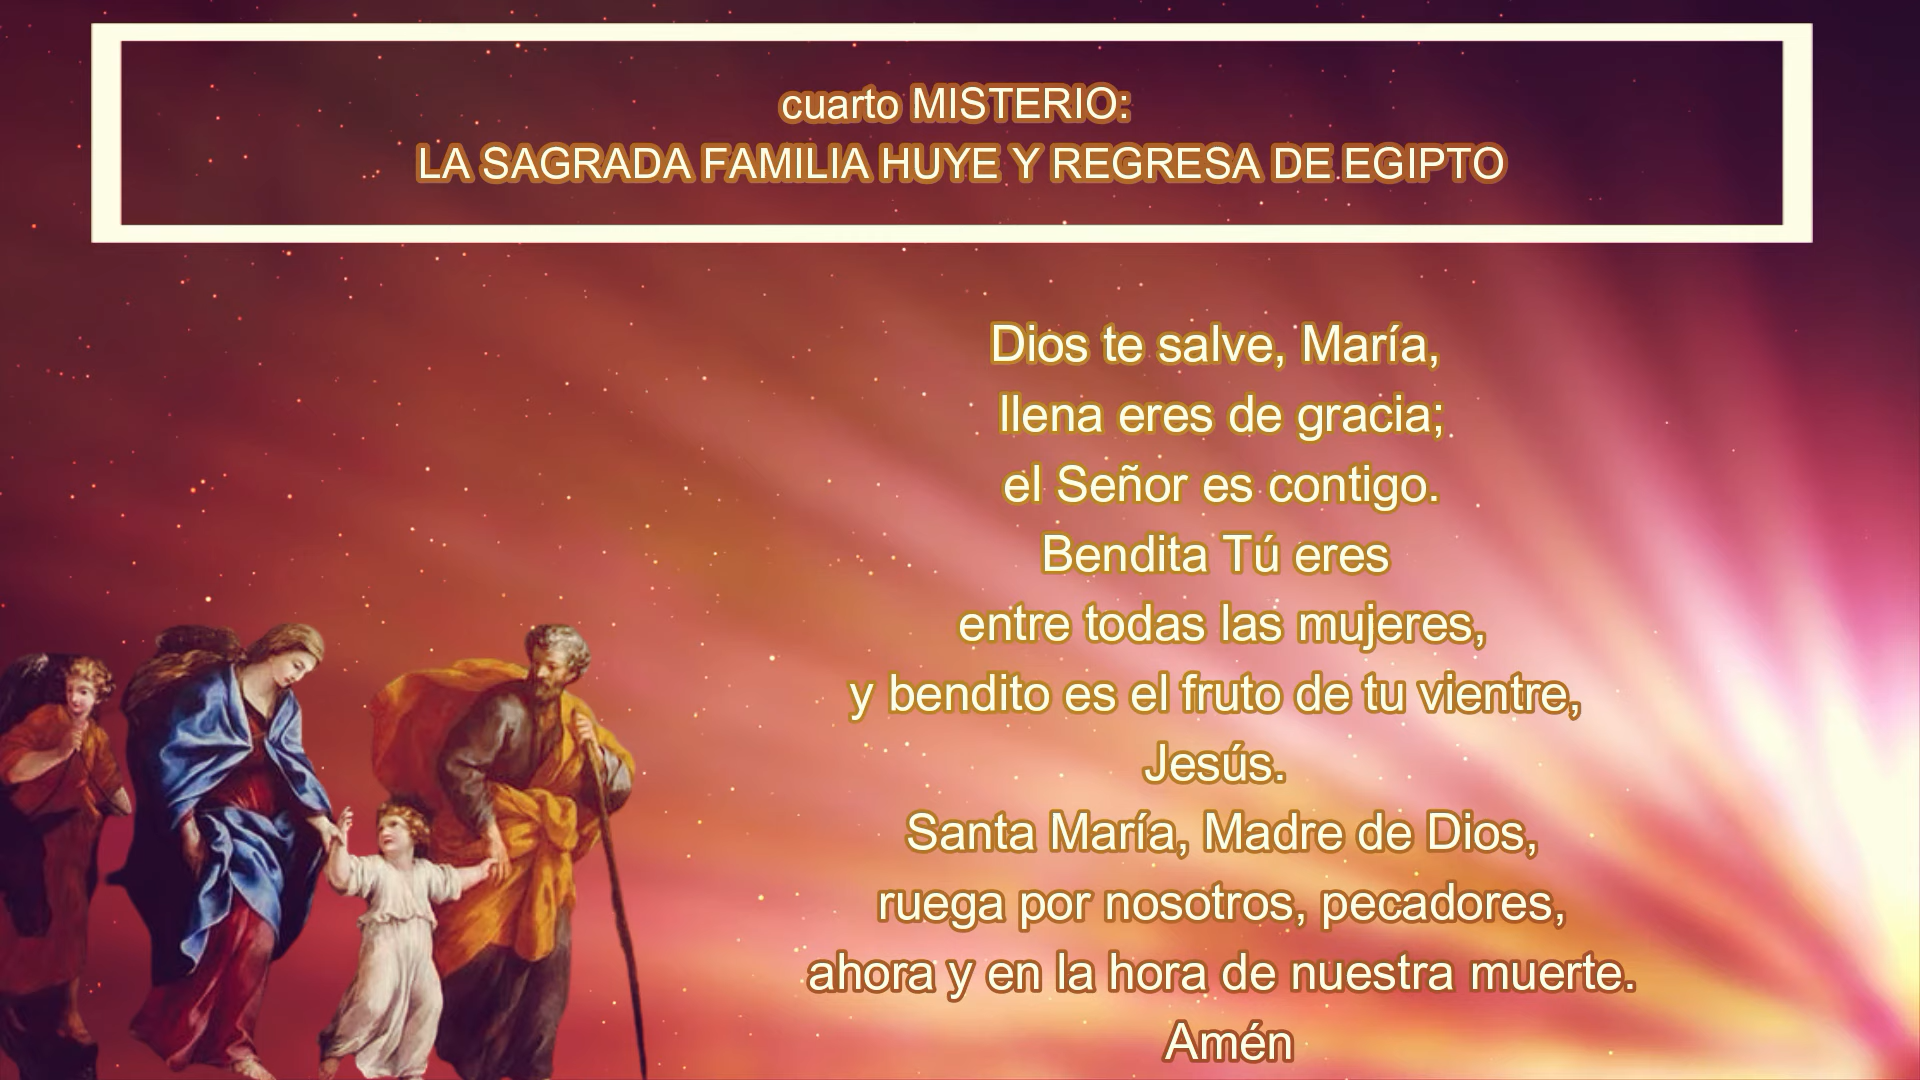 cuarto MISTERIO:
LA SAGRADA FAMILIA HUYE Y REGRESA DE EGIPTO
Dios te salve, María,
llena eres de gracia;
el Señor es contigo.
Bendita Tú eres
entre todas las mujeres,
y bendito es el fruto de tu vientre,
Jesús.
Santa María, Madre de Dios,
ruega por nosotros, pecadores,
ahora y en la hora de nuestra muerte.
Amén